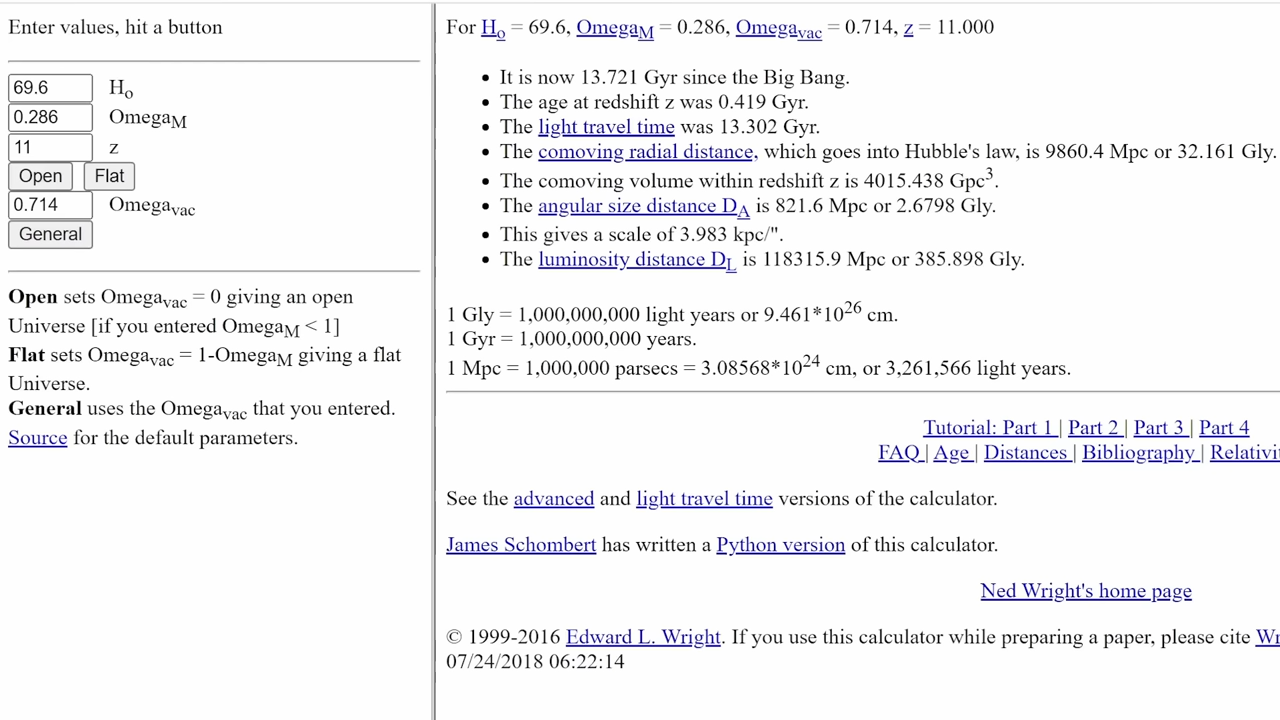 Enter values, hit a button
69.6 Ho
0.286 OmegaM
11 z
Open Flat
0.714 Omegavac
General
Open sets Omegavac = 0 giving an open
Universe [if you entered OmegaM < 1]
Flat sets Omegavac = 1-OmegaM giving a flat
Universe.
General uses the Omegavac that you entered.
Source for the default parameters.
For Ho = 69.6, OmegaM = 0.286, Omegavac = 0.714, z = 11.000
• It is now 13.721 Gyr since the Big Bang.
• The age at redshift z was 0.419 Gyr.
• The light travel time was 13.302 Gyr.
• The comoving radial distance, which goes into Hubble's law, is 9860.4 Mpc or 32.161 Gly.
• The comoving volume within redshift z is 4015.438 Gpc3.
• The angular size distance DA is 821.6 Mpc or 2.6798 Gly.
• This gives a scale of 3.983 kpc/".
• The luminosity distance DL is 118315.9 Mpc or 385.898 Gly.
1 Gly = 1,000,000,000 light years or 9.461*1026 cm.
1 Gyr = 1,000,000,000 years.
1 Mpc = 1,000,000 parsecs = 3.08568*1024 cm, or 3,261,566 light years.
Tutorial: Part 1 | Part 2 | Part 3 | Part 4
FAQ | Age | Distances | Bibliography | Relativi
See the advanced and light travel time versions of the calculator.
James Schombert has written a Python version of this calculator.
Ned Wright's home page
© 1999-2016 Edward L. Wright. If you use this calculator while preparing a paper, please cite Wr
07/24/2018 06:22:14